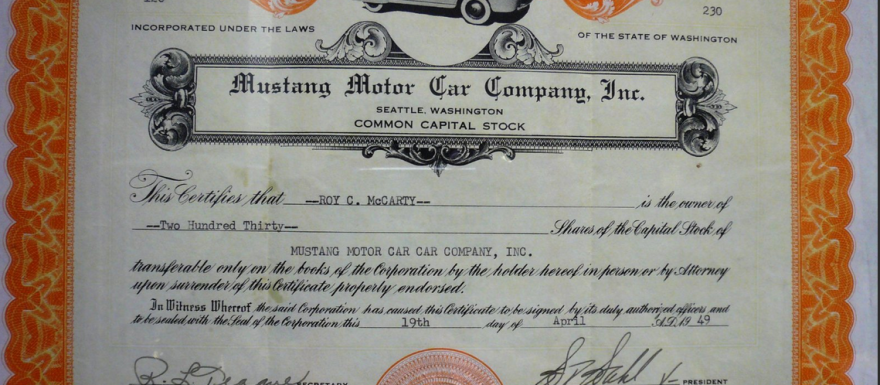 230
INCORPORATED UNDER THE LAWS
OF THE STATE OF WASHINGTON
Mustang Motor Car Company, Inc.
SEATTLE, WASHINGTON
COMMON CAPITAL STOCK
This Certifies that --ROY C. McCARTY-- is the owner of
--Two Hundred Thirty-- Shares of the Capital Stock of
MUSTANG MOTOR CAR CAR COMPANY, INC.
transferable only on the books of the Corporation by the holder hereof in person or by Attorney
upon surrender of this Certificate properly endorsed.
In Witness Whereof the said Corporation has caused this Certificate to be signed by its duly authorized officers and
to be sealed with the Seal of the Corporation this 19th day of April A.D. 19 49
SECRETARY
PRESIDENT